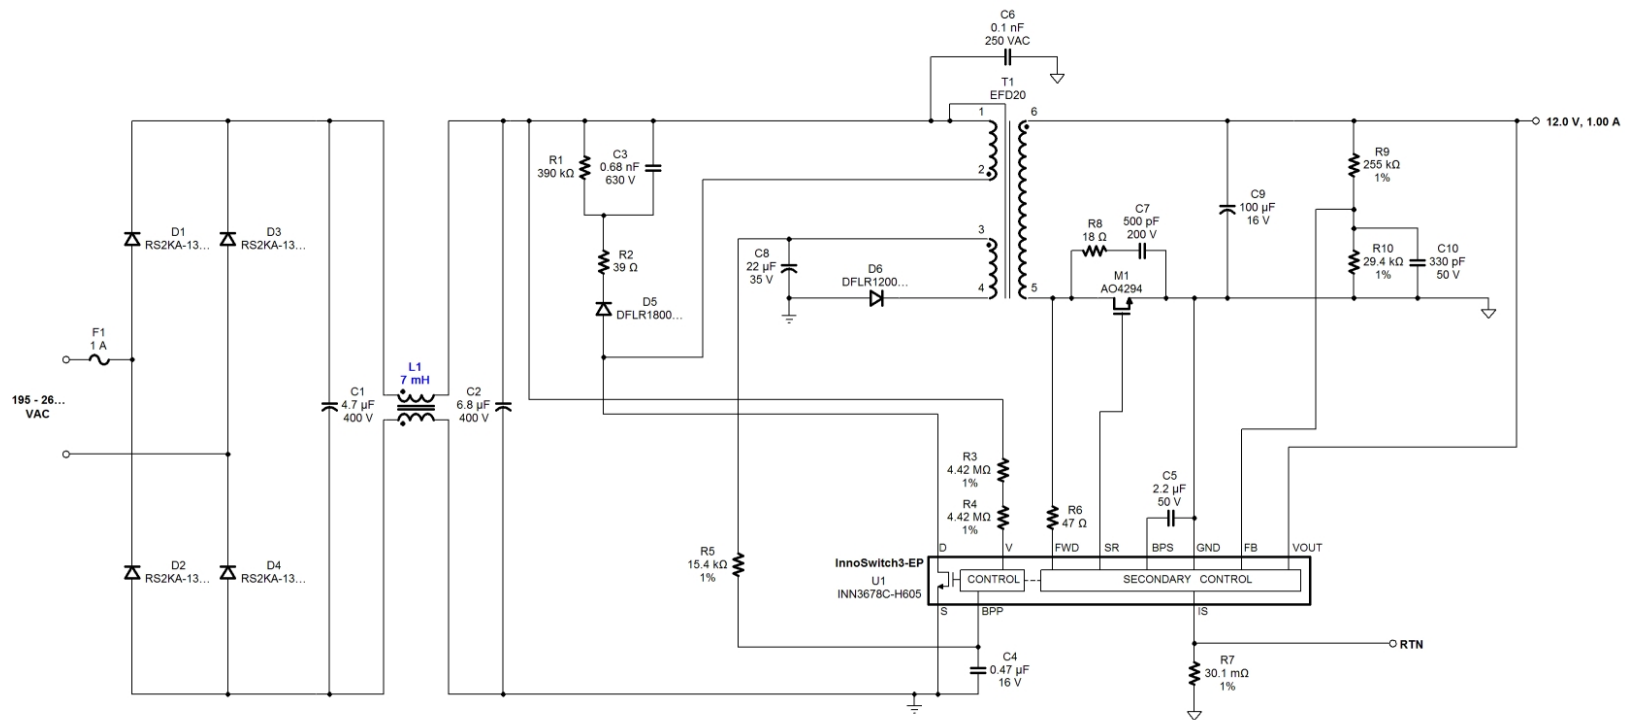 C6
0.1 nF
250 VAC
T1
EFD20
1
6
12.0 V, 1.00 A
R1
390 kΩ
C3
0.68 nF
630 V
R9
255 kΩ
1%
2
C9
100 µF
16 V
R8
18 Ω
C7
500 pF
200 V
D1
RS2KA-13...
D3
RS2KA-13...
R2
39 Ω
C8
22 µF
35 V
3
D6
DFLR1200...
4
5
M1
AO4294
R10
29.4 kΩ
1%
C10
330 pF
50 V
D5
DFLR1800...
F1
1 A
195 - 26...
VAC
C1
4.7 µF
400 V
L1
7 mH
C2
6.8 µF
400 V
R3
4.42 MΩ
1%
R4
4.42 MΩ
1%
R6
47 Ω
C5
2.2 µF
50 V
D2
RS2KA-13...
D4
RS2KA-13...
R5
15.4 kΩ
1%
D
V
FWD
SR
BPS
GND
FB
VOUT
InnoSwitch3-EP
U1
INN3678C-H605
CONTROL
SECONDARY CONTROL
S
BPP
IS
RTN
C4
0.47 µF
16 V
R7
30.1 mΩ
1%